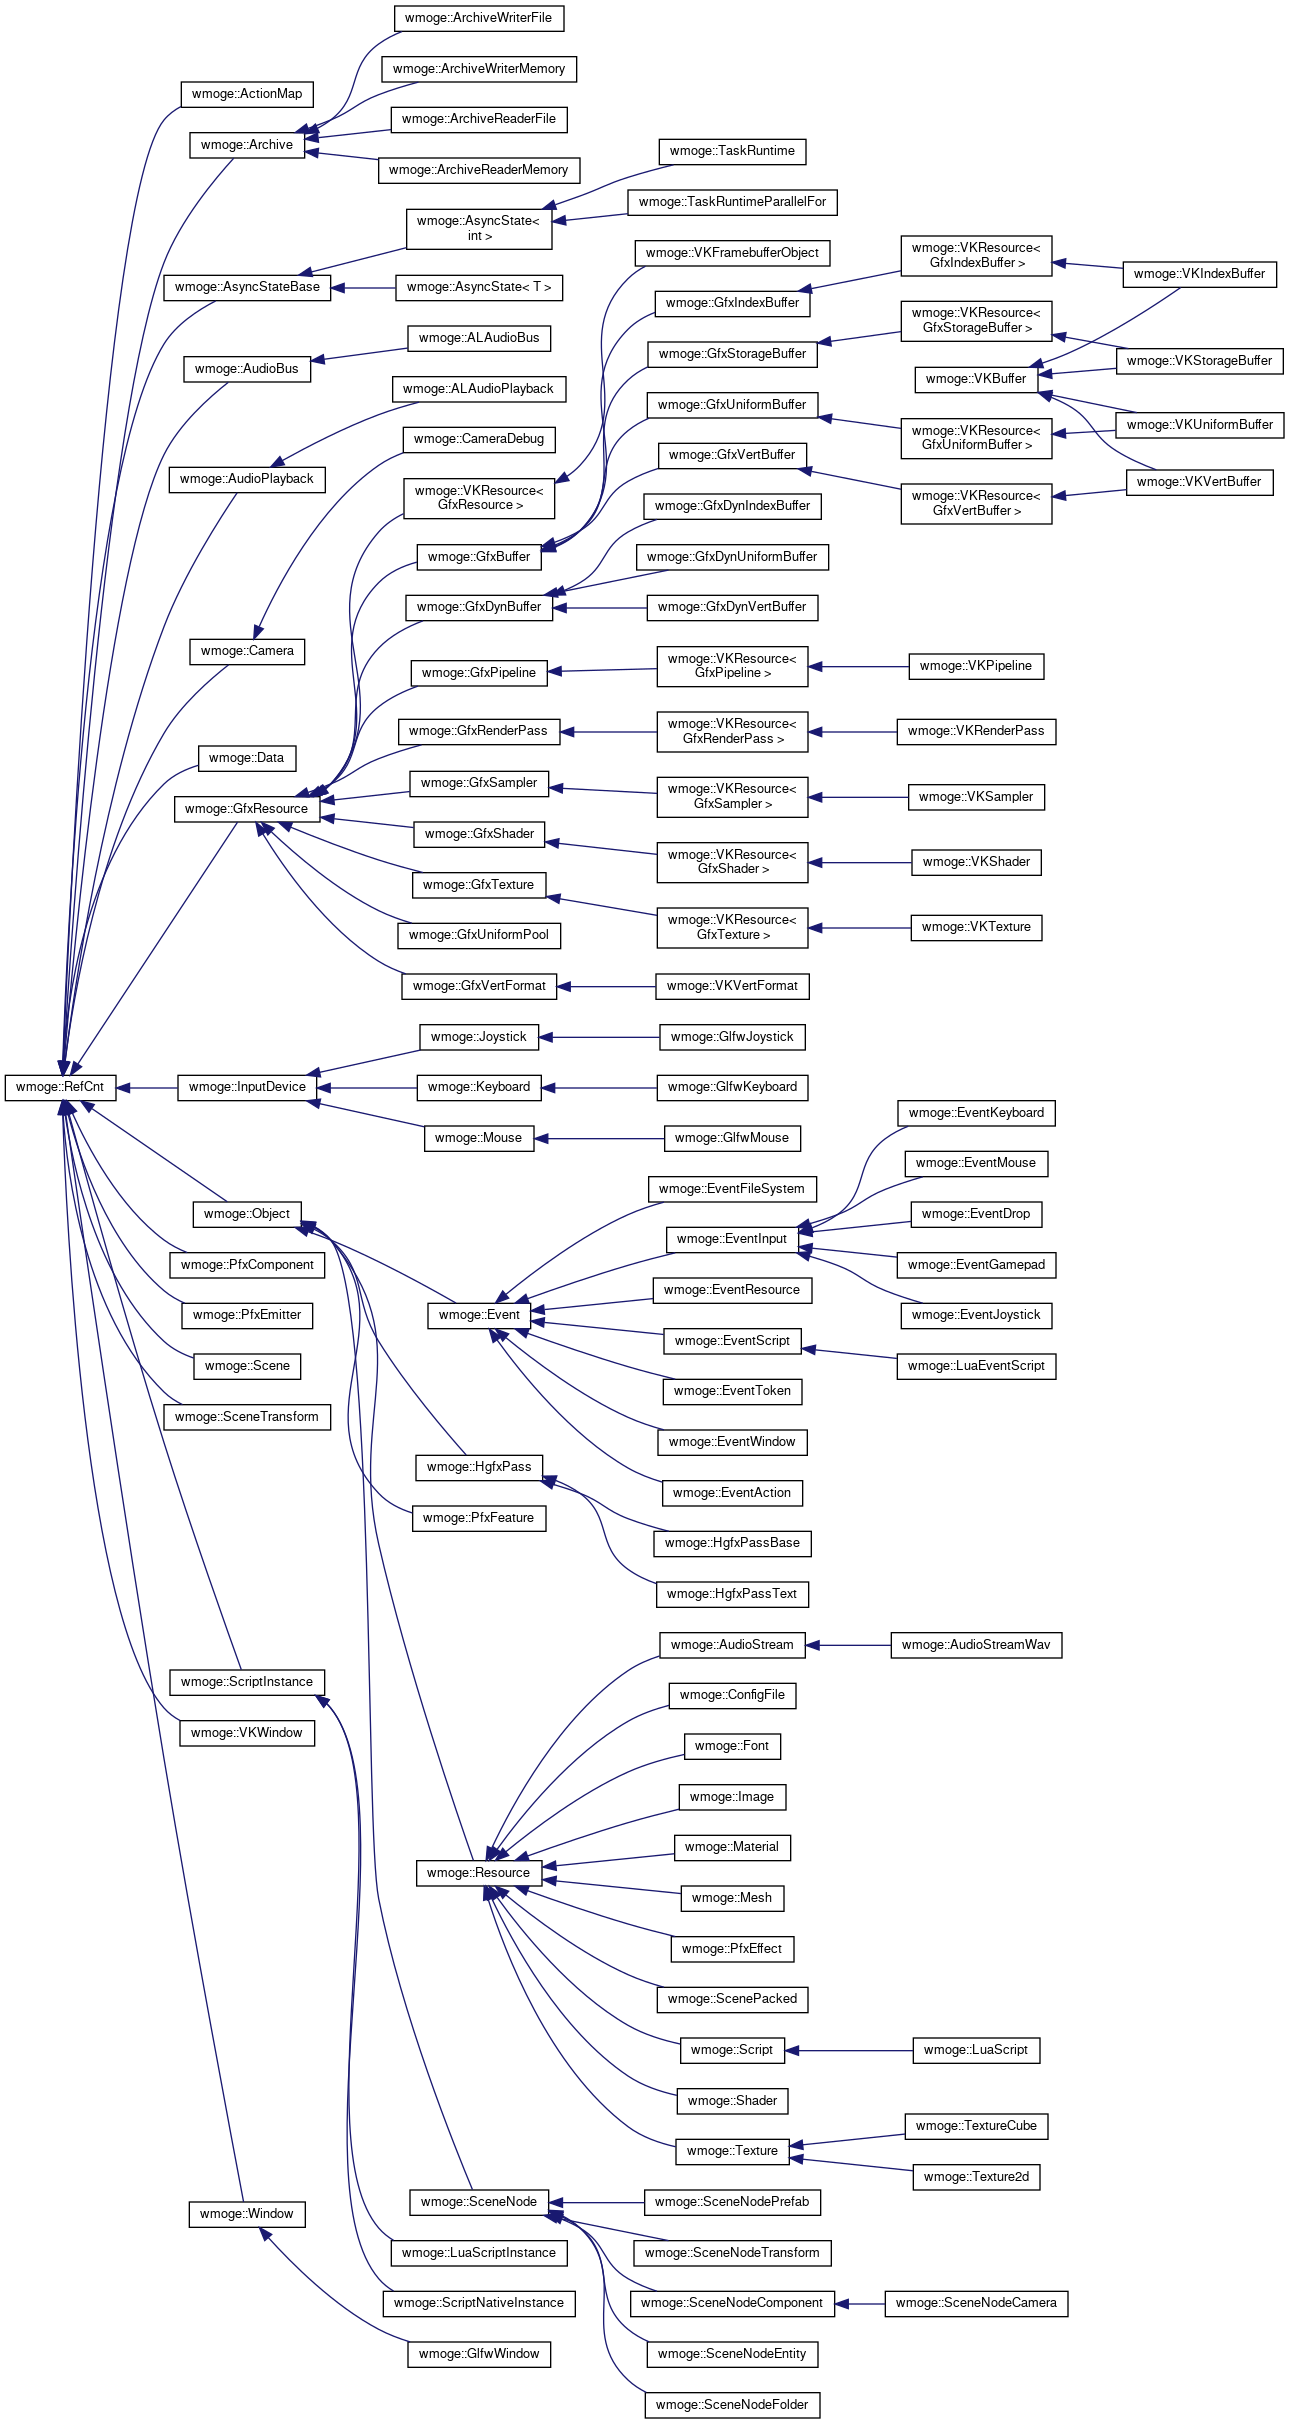 wmoge::ArchiveWriterFile
wmoge::ArchiveWriterMemory
wmoge::ActionMap
wmoge::ArchiveReaderFile
wmoge::Archive
wmoge::ArchiveReaderMemory
wmoge::TaskRuntime
wmoge::TaskRuntimeParallelFor
wmoge::AsyncState<
int >
wmoge::VKFramebufferObject
wmoge::VKResource<
GfxIndexBuffer >
wmoge::VKIndexBuffer
wmoge::AsyncStateBase
wmoge::AsyncState< T >
wmoge::GfxIndexBuffer
wmoge::VKResource<
GfxStorageBuffer >
wmoge::ALAudioBus
wmoge::GfxStorageBuffer
wmoge::VKStorageBuffer
wmoge::AudioBus
wmoge::VKBuffer
wmoge::ALAudioPlayback
wmoge::GfxUniformBuffer
wmoge::VKUniformBuffer
wmoge::VKResource<
GfxUniformBuffer >
wmoge::CameraDebug
wmoge::GfxVertBuffer
wmoge::AudioPlayback
wmoge::VKVertBuffer
wmoge::VKResource<
GfxResource >
wmoge::VKResource<
GfxVertBuffer >
wmoge::GfxDynIndexBuffer
wmoge::GfxBuffer
wmoge::GfxDynUniformBuffer
wmoge::GfxDynBuffer
wmoge::GfxDynVertBuffer
wmoge::Camera
wmoge::GfxPipeline
wmoge::VKResource<
GfxPipeline >
wmoge::VKPipeline
wmoge::GfxRenderPass
wmoge::VKResource<
GfxRenderPass >
wmoge::VKRenderPass
wmoge::Data
wmoge::GfxSampler
wmoge::VKResource<
GfxSampler >
wmoge::VKSampler
wmoge::GfxResource
wmoge::GfxShader
wmoge::VKResource<
GfxShader >
wmoge::VKShader
wmoge::GfxTexture
wmoge::VKResource<
GfxTexture >
wmoge::VKTexture
wmoge::GfxUniformPool
wmoge::GfxVertFormat
wmoge::VKVertFormat
wmoge::Joystick
wmoge::GlfwJoystick
wmoge::RefCnt
wmoge::InputDevice
wmoge::Keyboard
wmoge::GlfwKeyboard
wmoge::EventKeyboard
wmoge::Mouse
wmoge::GlfwMouse
wmoge::EventMouse
wmoge::EventFileSystem
wmoge::Object
wmoge::EventDrop
wmoge::EventInput
wmoge::PfxComponent
wmoge::EventGamepad
wmoge::EventResource
wmoge::PfxEmitter
wmoge::Event
wmoge::EventJoystick
wmoge::EventScript
wmoge::Scene
wmoge::LuaEventScript
wmoge::EventToken
wmoge::SceneTransform
wmoge::EventWindow
wmoge::HgfxPass
wmoge::EventAction
wmoge::PfxFeature
wmoge::HgfxPassBase
wmoge::HgfxPassText
wmoge::AudioStream
wmoge::AudioStreamWav
wmoge::ScriptInstance
wmoge::ConfigFile
wmoge::VKWindow
wmoge::Font
wmoge::Image
wmoge::Material
wmoge::Resource
wmoge::Mesh
wmoge::PfxEffect
wmoge::ScenePacked
wmoge::Script
wmoge::LuaScript
wmoge::Shader
wmoge::TextureCube
wmoge::Texture
wmoge::Texture2d
wmoge::SceneNode
wmoge::SceneNodePrefab
wmoge::Window
wmoge::LuaScriptInstance
wmoge::SceneNodeTransform
wmoge::ScriptNativeInstance
wmoge::SceneNodeComponent
wmoge::SceneNodeCamera
wmoge::GlfwWindow
wmoge::SceneNodeEntity
wmoge::SceneNodeFolder